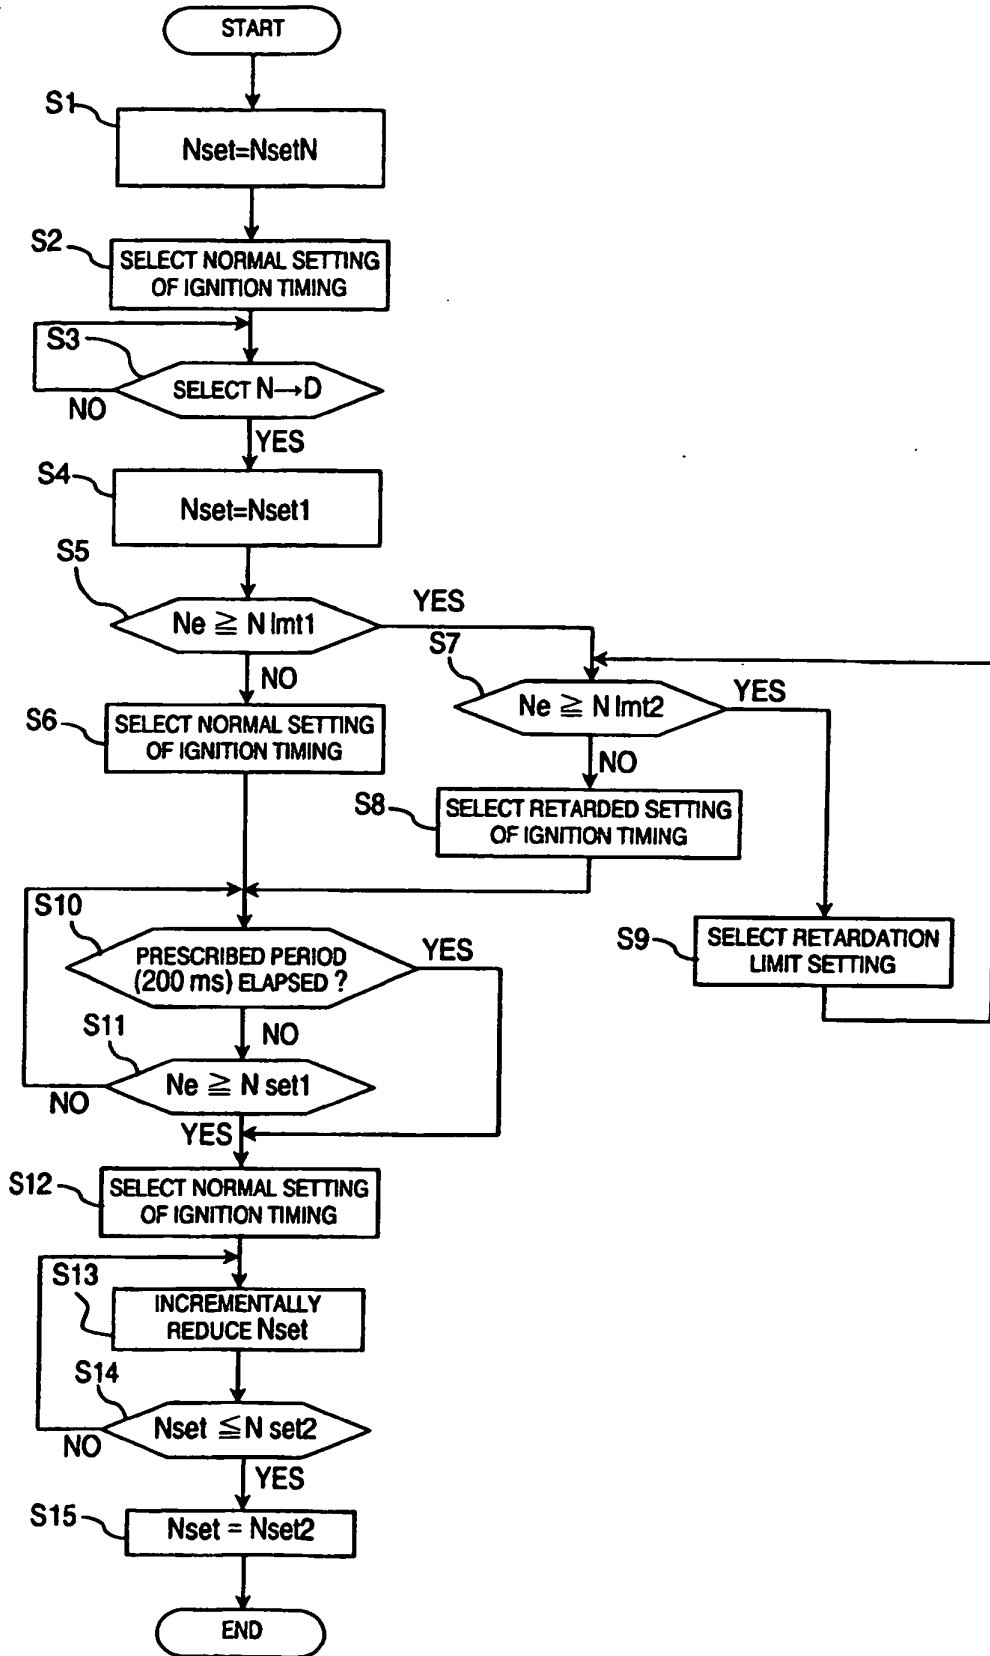 START
S1
Nset=NsetN
S2
SELECT NORMAL SETTING
OF IGNITION TIMING
S3
SELECT N→D
NO
YES
S4
Nset=Nset1
S5
Ne ≧ N lmt1
YES
NO
S6
SELECT NORMAL SETTING
OF IGNITION TIMING
S7
Ne ≧ N lmt2
YES
NO
S8
SELECT RETARDED SETTING
OF IGNITION TIMING
S9
SELECT RETARDATION
LIMIT SETTING
S10
PRESCRIBED PERIOD
(200 ms) ELAPSED ?
YES
NO
S11
Ne ≧ N set1
NO
YES
S12
SELECT NORMAL SETTING
OF IGNITION TIMING
S13
INCREMENTALLY
REDUCE Nset
S14
Nset ≦ N set2
NO
YES
S15
Nset = Nset2
END